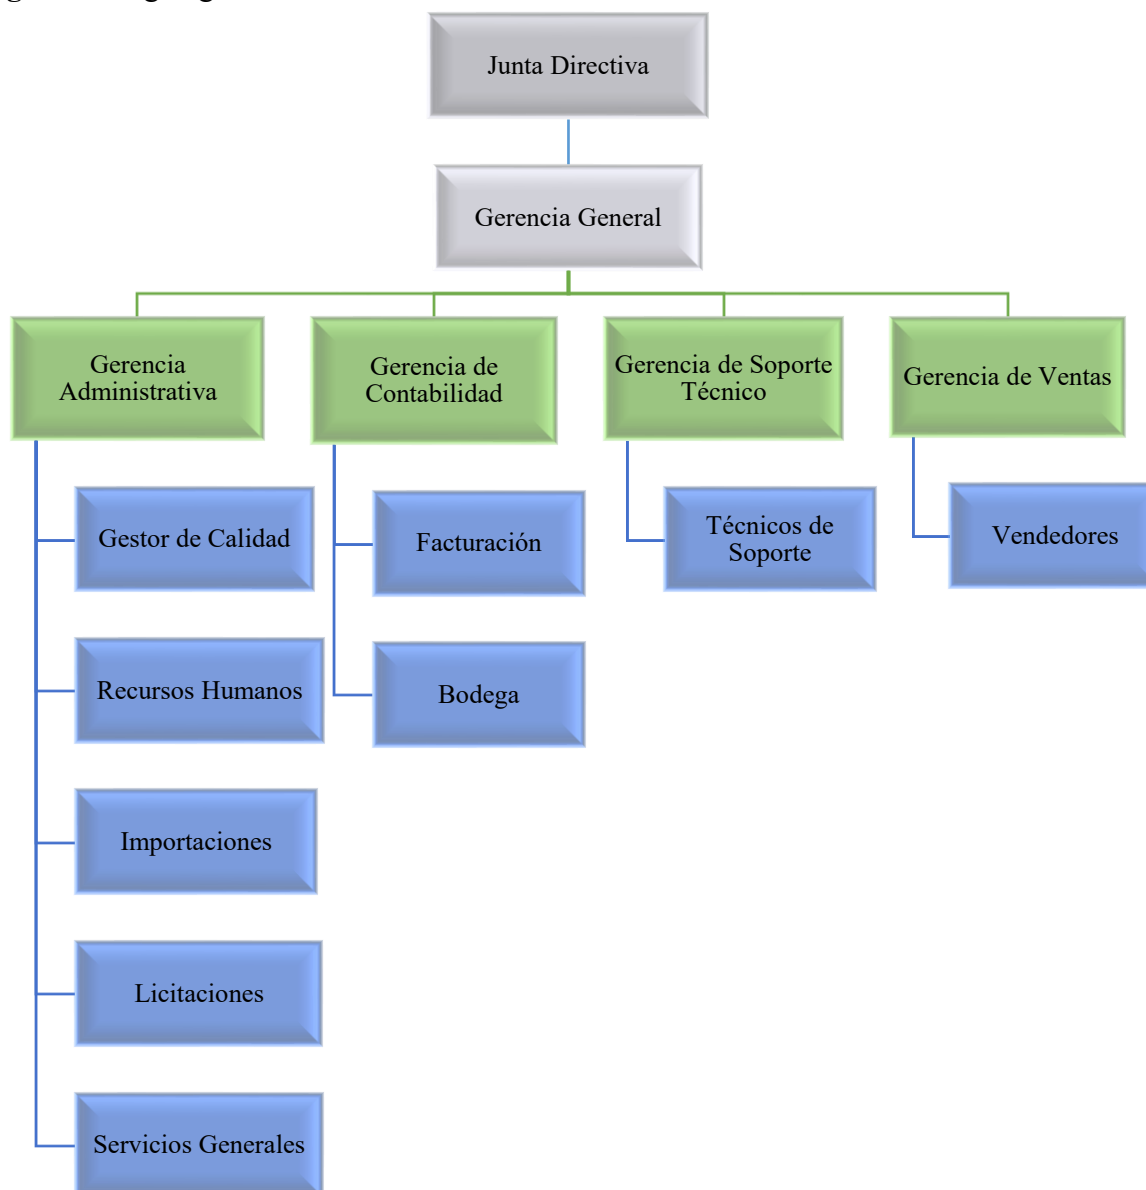 Junta Directiva
Gerencia General
Gerencia
Administrativa
Gerencia de
Contabilidad
Gerencia de Soporte
Técnico
Gerencia de Ventas
Gestor de Calidad
Facturación
Técnicos de
Soporte
Vendedores
Recursos Humanos
Bodega
Importaciones
Licitaciones
Servicios Generales